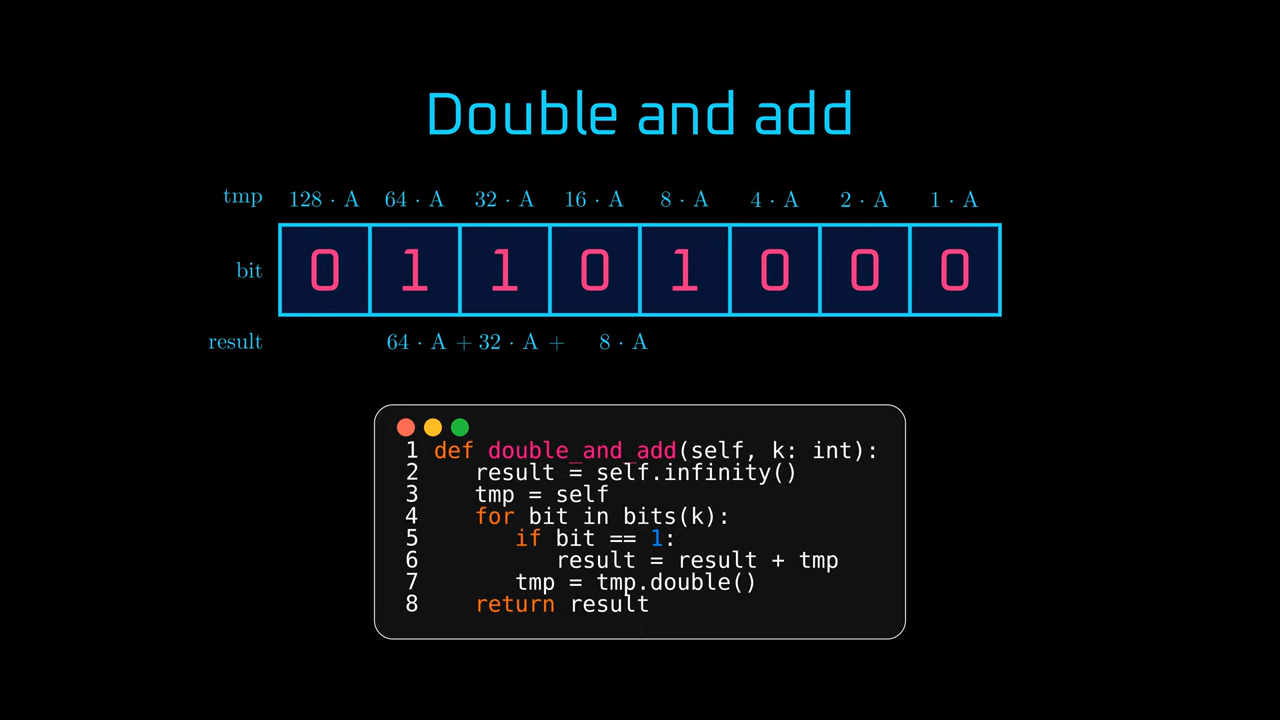 Double and add
tmp 128 · A 64 · A 32 · A 16 · A 8 · A 4 · A 2 · A 1 · A
bit 0 1 1 0 1 0 0 0
result 64 · A + 32 · A + 8 · A
1 def double_and_add(self, k: int):
2    result = self.infinity()
3    tmp = self
4    for bit in bits(k):
5       if bit == 1:
6          result = result + tmp
7       tmp = tmp.double()
8    return result